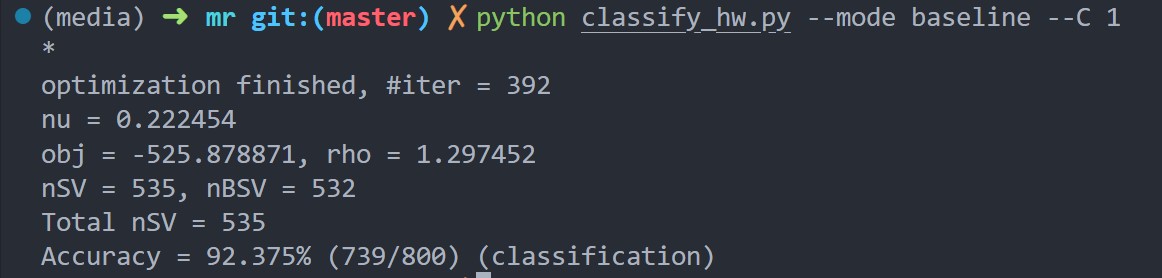 (media) ➜ mr git:(master) ✗ python classify_hw.py --mode baseline --C 1
*
optimization finished, #iter = 392
nu = 0.222454
obj = -525.878871, rho = 1.297452
nSV = 535, nBSV = 532
Total nSV = 535
Accuracy = 92.375% (739/800) (classification)